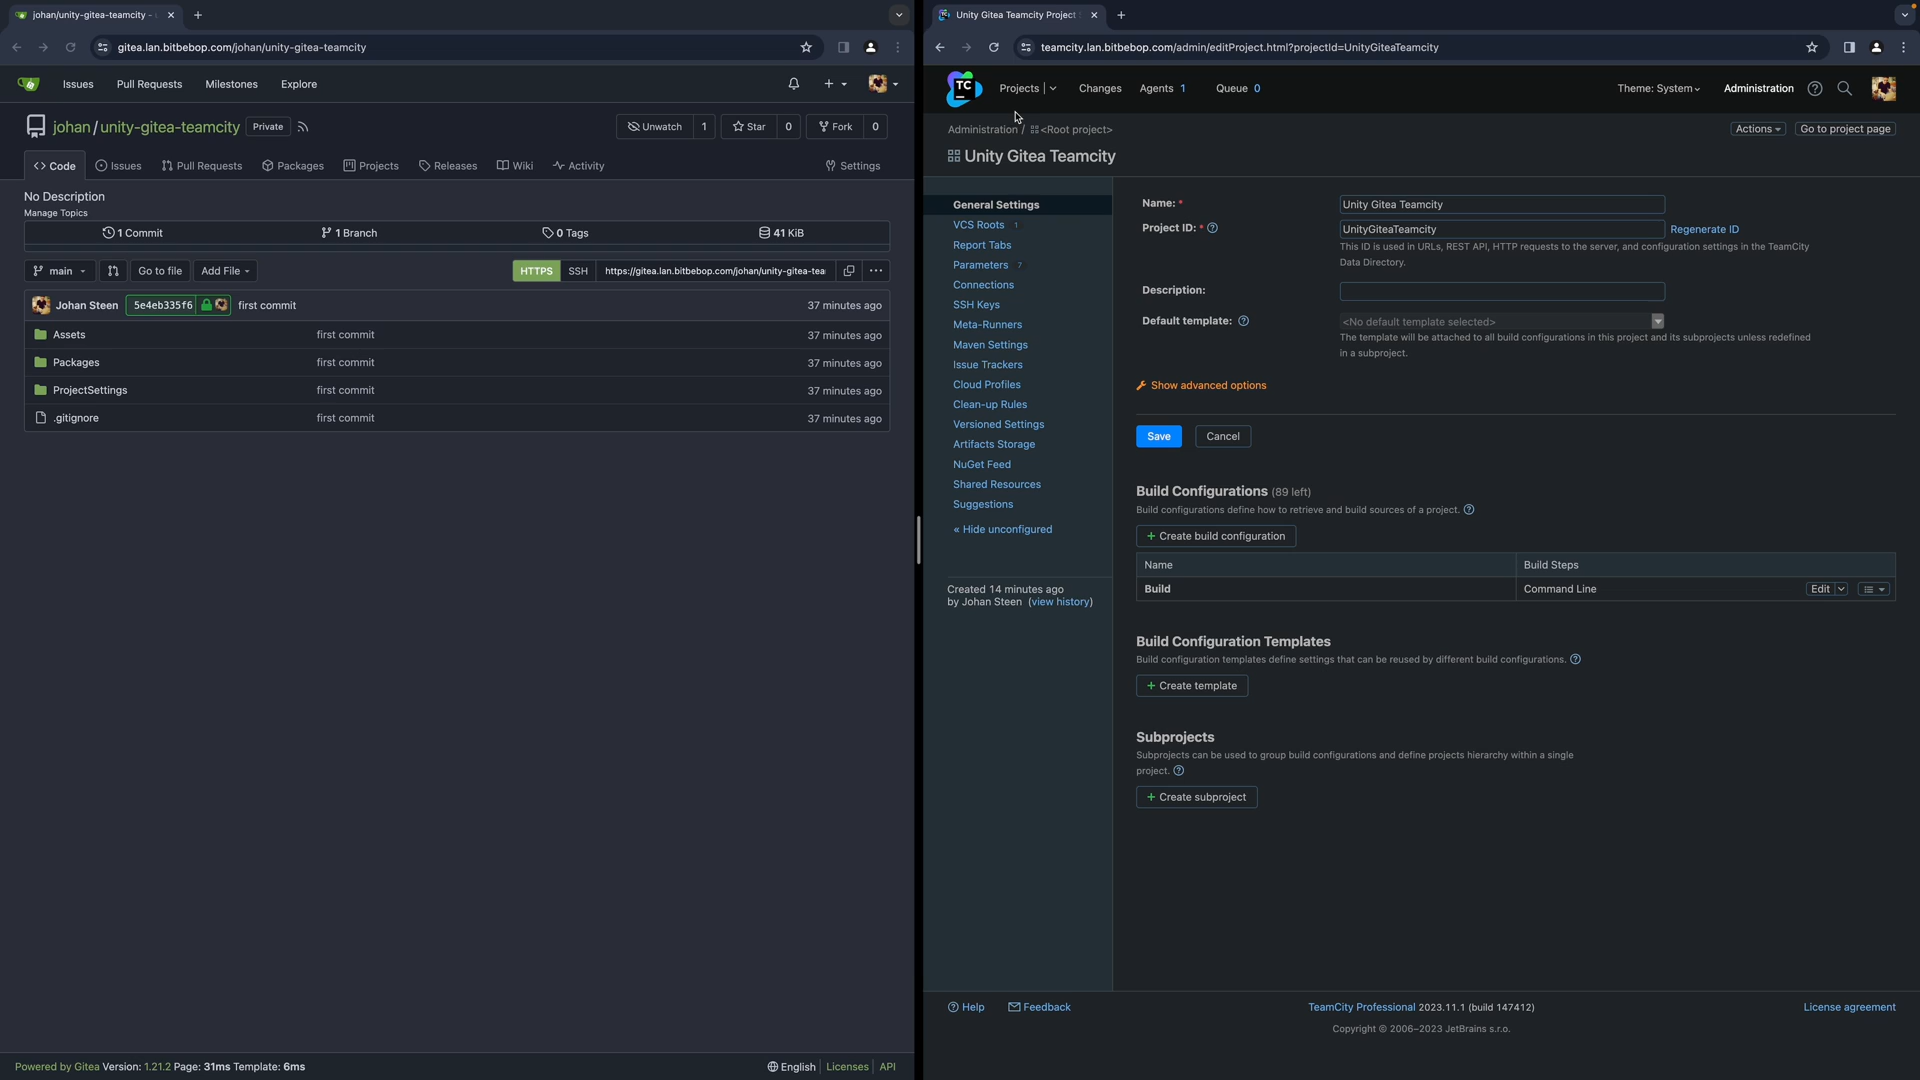 johan/unity-gitea-teamcity -
gitea.lan.bitbebop.com/johan/unity-gitea-teamcity
Issues Pull Requests Milestones Explore
johan/unity-gitea-teamcity Private
Unwatch 1 Star 0 Fork 0
Code Issues Pull Requests Packages Projects Releases Wiki Activity Settings
No Description
Manage Topics
1 Commit 1 Branch 0 Tags 41 KiB
main Go to file Add File HTTPS SSH https://gitea.lan.bitbebop.com/johan/unity-gitea-tea
Johan Steen 5e4eb335f6 first commit 37 minutes ago
Assets first commit 37 minutes ago
Packages first commit 37 minutes ago
ProjectSettings first commit 37 minutes ago
.gitignore first commit 37 minutes ago
Powered by Gitea Version: 1.21.2 Page: 31ms Template: 6ms
English Licenses API
Unity Gitea Teamcity Project
teamcity.lan.bitbebop.com/admin/editProject.html?projectId=UnityGiteaTeamcity
TC Projects Changes Agents 1 Queue 0 Theme: System Administration
Administration / <Root project> Actions Go to project page
Unity Gitea Teamcity
General Settings
VCS Roots 1
Report Tabs
Parameters 7
Connections
SSH Keys
Meta-Runners
Maven Settings
Issue Trackers
Cloud Profiles
Clean-up Rules
Versioned Settings
Artifacts Storage
NuGet Feed
Shared Resources
Suggestions
« Hide unconfigured
Created 14 minutes ago
by Johan Steen (view history)
Name: * Unity Gitea Teamcity
Project ID: * UnityGiteaTeamcity Regenerate ID
This ID is used in URLs, REST API, HTTP requests to the server, and configuration settings in the TeamCity
Data Directory.
Description:
Default template: <No default template selected>
The template will be attached to all build configurations in this project and its subprojects unless redefined
in a subproject.
Show advanced options
Save Cancel
Build Configurations (89 left)
Build configurations define how to retrieve and build sources of a project.
+ Create build configuration
Name Build Steps
Build Command Line Edit
Build Configuration Templates
Build configuration templates define settings that can be reused by different build configurations.
+ Create template
Subprojects
Subprojects can be used to group build configurations and define projects hierarchy within a single
project.
+ Create subproject
Help Feedback TeamCity Professional 2023.11.1 (build 147412) License agreement
Copyright © 2006–2023 JetBrains s.r.o.